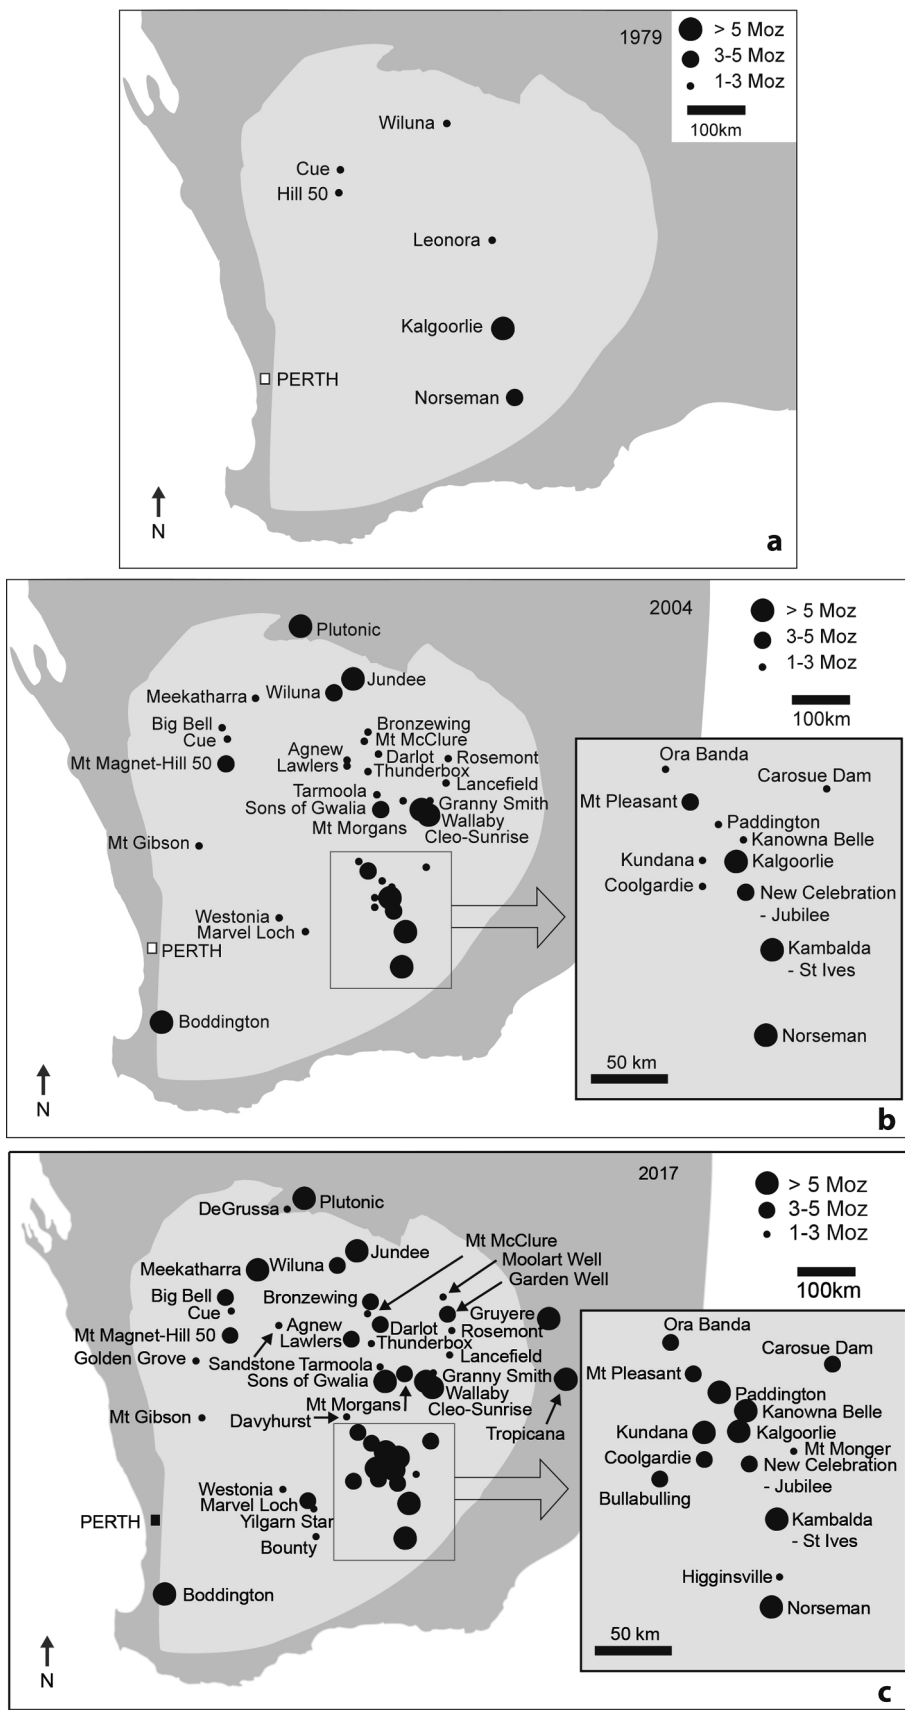 1979
> 5 Moz
3-5 Moz
1-3 Moz
100km
Wiluna
Cue
Hill 50
Leonora
Kalgoorlie
PERTH
Norseman
N
a
2004
> 5 Moz
3-5 Moz
1-3 Moz
100km
Plutonic
Jundee
Meekatharra
Wiluna
Big Bell
Cue
Mt Magnet-Hill 50
Bronzewing
Mt McClure
Agnew
Lawlers
Darlot
Rosemont
Thunderbox
Lancefield
Tarmoola
Sons of Gwalia
Granny Smith
Mt Morgans
Wallaby
Cleo-Sunrise
Mt Gibson
Westonia
Marvel Loch
PERTH
Boddington
N
Ora Banda
Carosue Dam
Mt Pleasant
Paddington
Kanowna Belle
Kundana
Kalgoorlie
Coolgardie
New Celebration
- Jubilee
Kambalda
- St Ives
Norseman
50 km
b
2017
> 5 Moz
3-5 Moz
1-3 Moz
100km
DeGrussa
Plutonic
Mt McClure
Moolart Well
Garden Well
Jundee
Meekatharra
Wiluna
Big Bell
Cue
Bronzewing
Gruyere
Mt Magnet-Hill 50
Agnew
Lawlers
Darlot
Rosemont
Thunderbox
Golden Grove
Sandstone
Tarmoola
Lancefield
Sons of Gwalia
Granny Smith
Wallaby
Mt Morgans
Cleo-Sunrise
Mt Gibson
Davyhurst
Tropicana
Westonia
Marvel Loch
Yilgarn Star
PERTH
Bounty
Boddington
N
Ora Banda
Carosue Dam
Mt Pleasant
Paddington
Kanowna Belle
Kundana
Kalgoorlie
Mt Monger
Coolgardie
New Celebration
- Jubilee
Bullabulling
Kambalda
- St Ives
Higginsville
Norseman
50 km
c